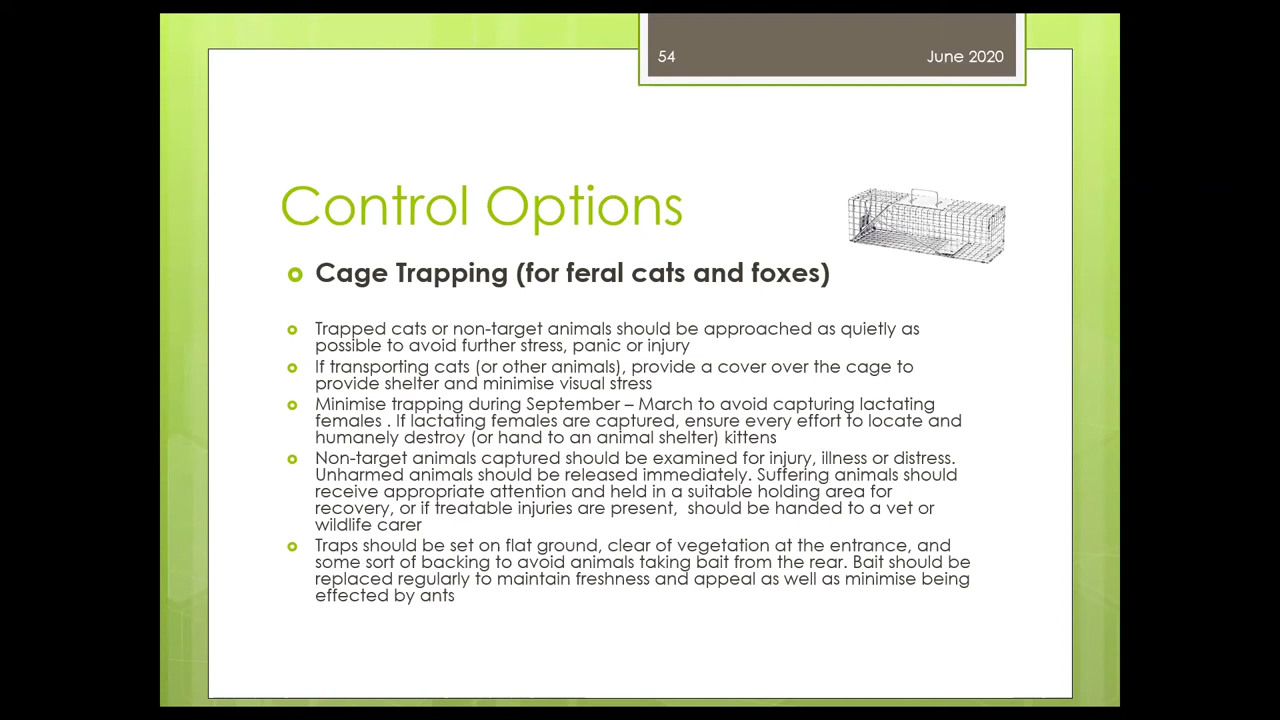 54
June 2020
Control Options
Cage Trapping (for feral cats and foxes)
Trapped cats or non-target animals should be approached as quietly as
possible to avoid further stress, panic or injury
If transporting cats (or other animals), provide a cover over the cage to
provide shelter and minimise visual stress
Minimise trapping during September – March to avoid capturing lactating
females . If lactating females are captured, ensure every effort to locate and
humanely destroy (or hand to an animal shelter) kittens
Non-target animals captured should be examined for injury, illness or distress.
Unharmed animals should be released immediately. Suffering animals should
receive appropriate attention and held in a suitable holding area for
recovery, or if treatable injuries are present,  should be handed to a vet or
wildlife carer
Traps should be set on flat ground, clear of vegetation at the entrance, and
some sort of backing to avoid animals taking bait from the rear. Bait should be
replaced regularly to maintain freshness and appeal as well as minimise being
effected by ants